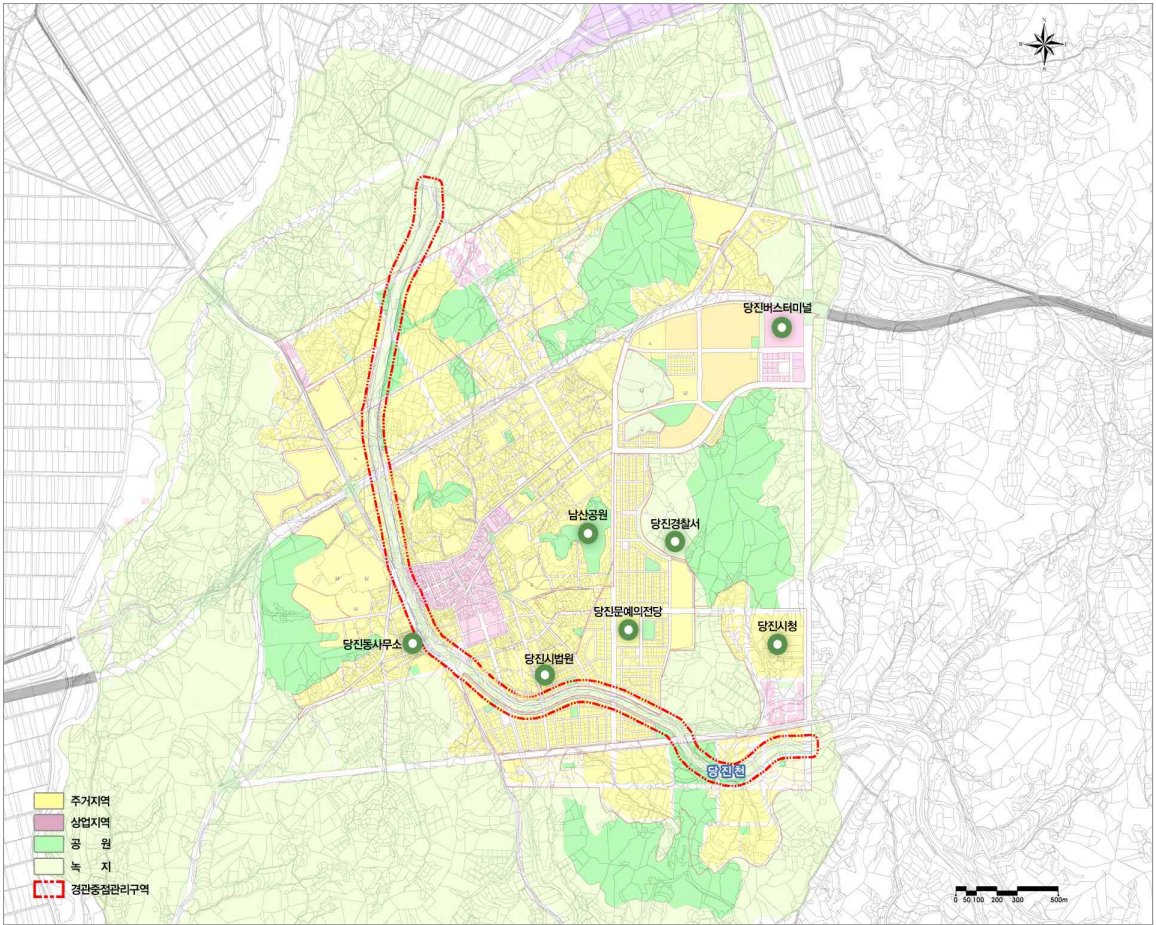 N
W
E
S
당진버스터미널
남산공원
당진경찰서
당진문예의전당
당진시청
당진동사무소
당진시법원
당진천
주거지역
상업지역
공 원
녹 지
경관중점관리구역
0 50 100 200 300 500m